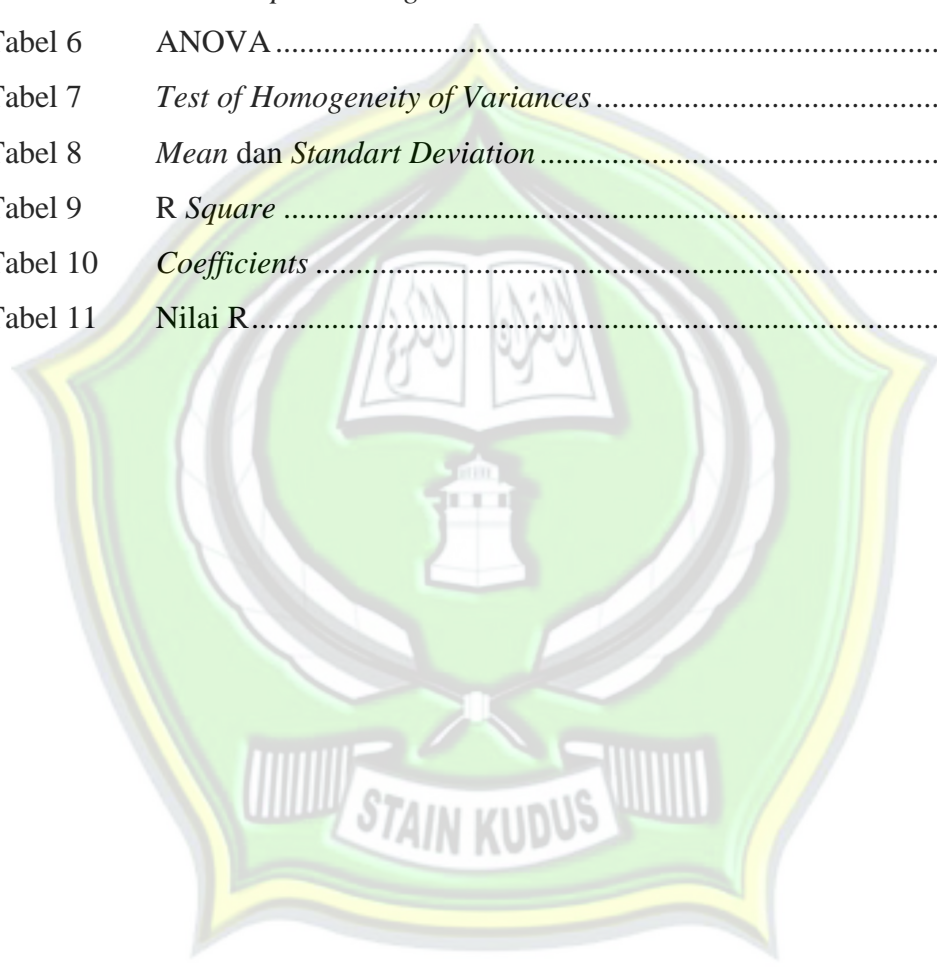 Tabel 6 ANOVA
Tabel 7 Test of Homogeneity of Variances
Tabel 8 Mean dan Standart Deviation
Tabel 9 R Square
Tabel 10 Coefficients
Tabel 11 Nilai R
STAIN KUDUS